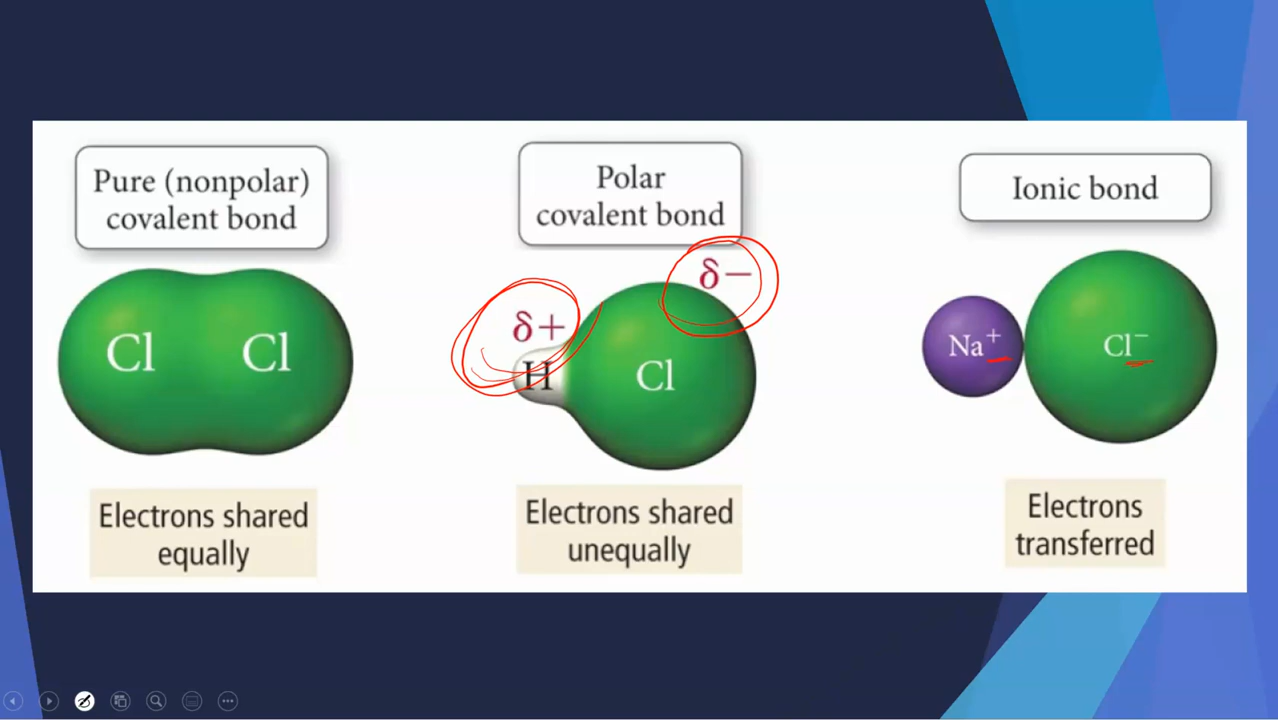 Pure (nonpolar)
covalent bond
Cl
Cl
Electrons shared
equally
Polar
covalent bond
δ−
δ+
H
Cl
Electrons shared
unequally
Ionic bond
Na⁺
Cl⁻
Electrons
transferred